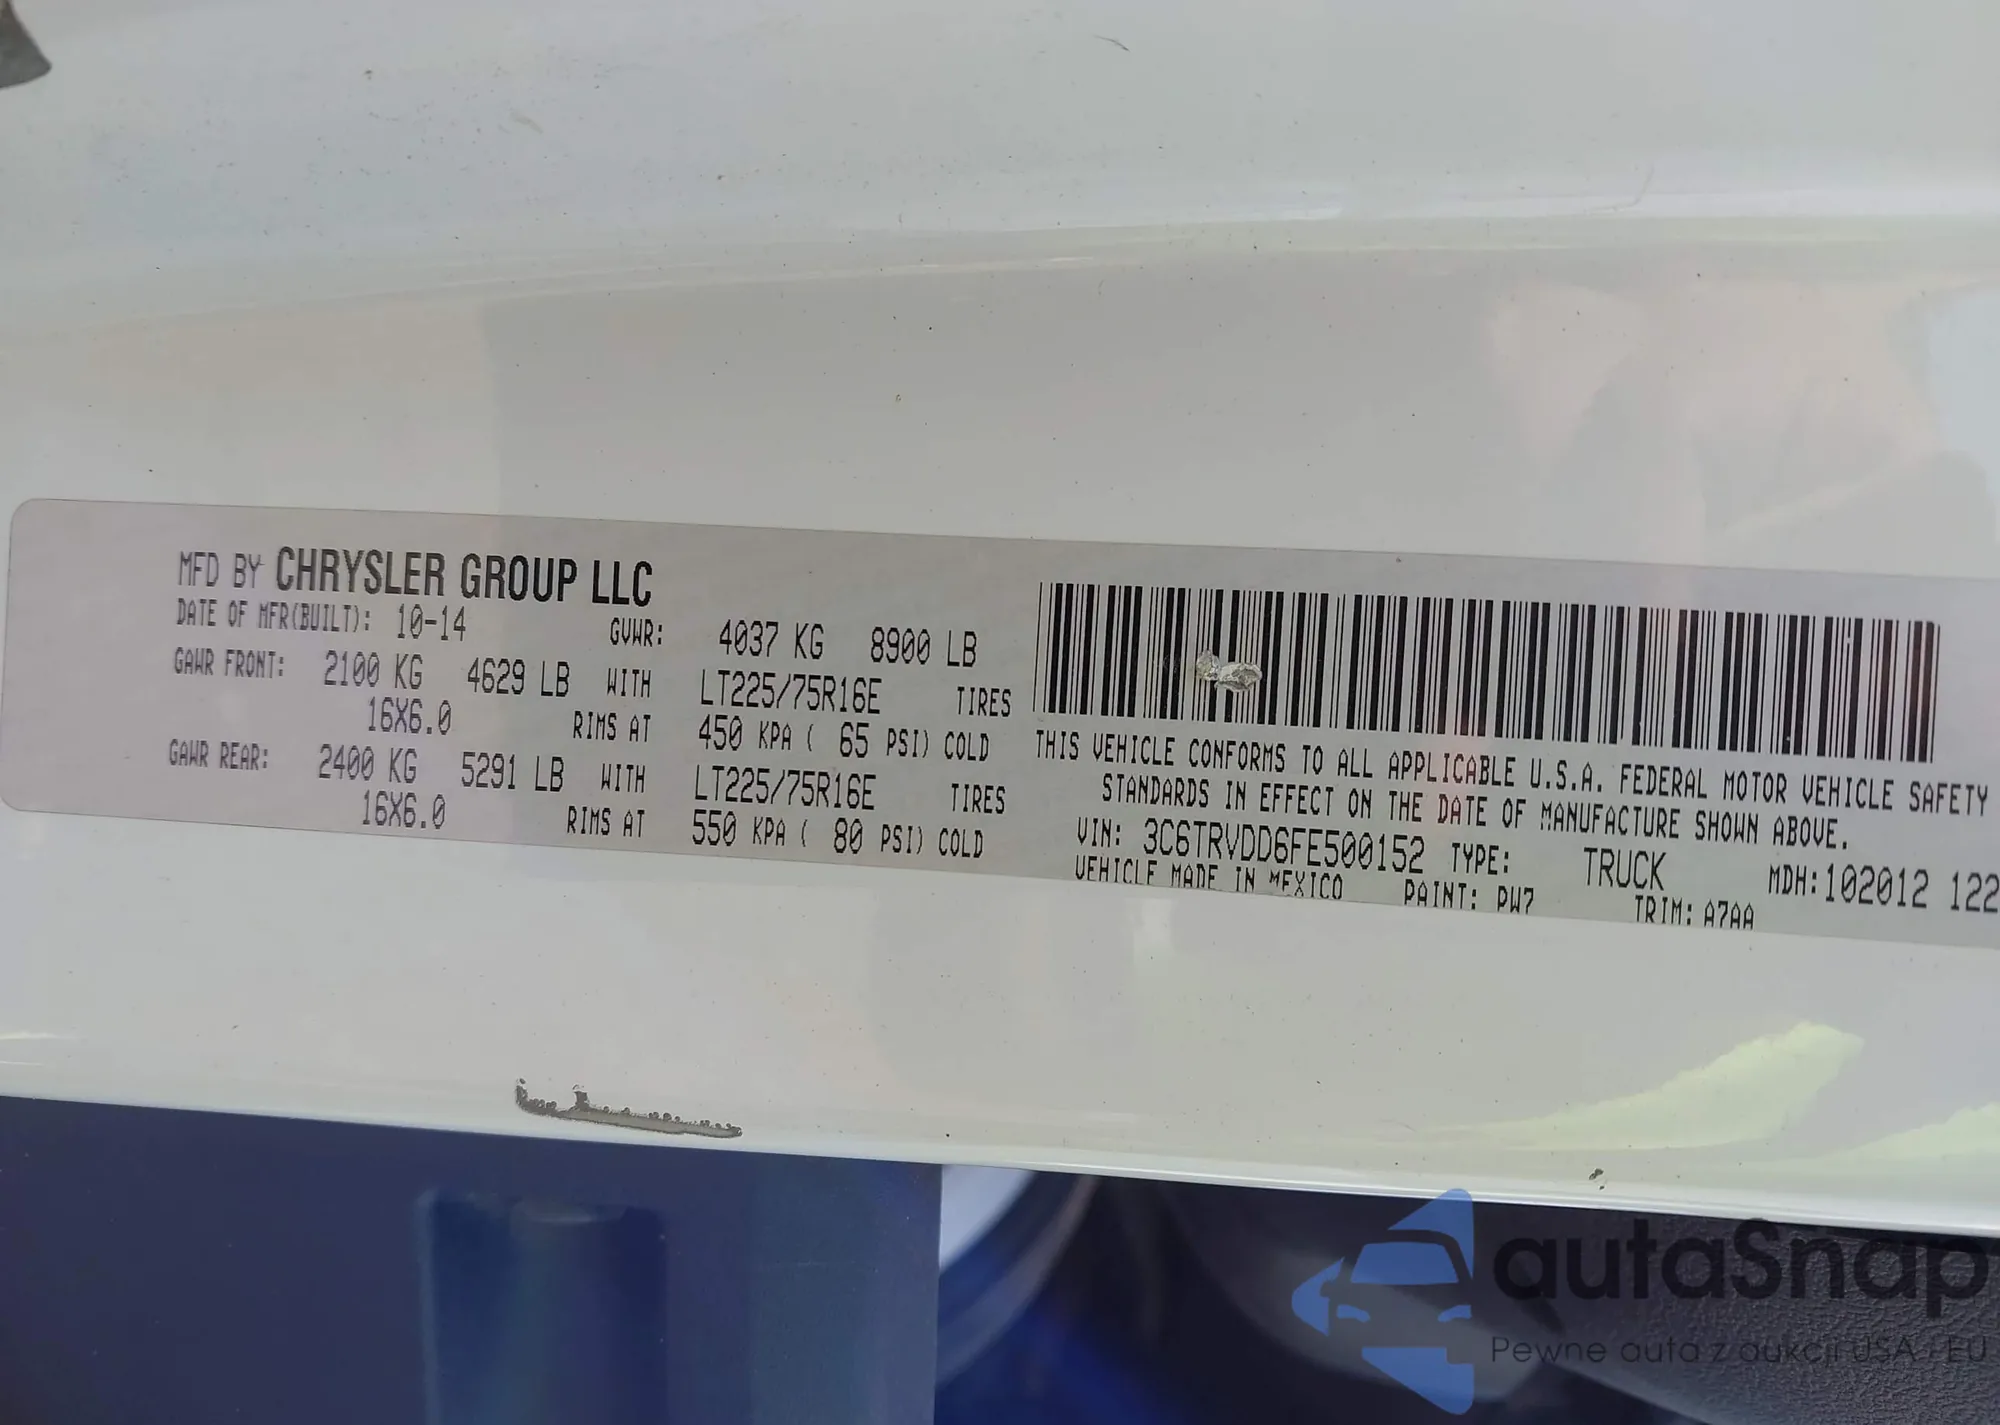 MFD BY CHRYSLER GROUP LLC
DATE OF MFR(BUILT): 10-14 GVWR: 4037 KG 8900 LB
GAWR FRONT: 2100 KG 4629 LB WITH LT225/75R16E TIRES
16X6.0 RIMS AT 450 KPA ( 65 PSI) COLD
GAWR REAR: 2400 KG 5291 LB WITH LT225/75R16E TIRES
16X6.0 RIMS AT 550 KPA ( 80 PSI) COLD
THIS VEHICLE CONFORMS TO ALL APPLICABLE U.S.A. FEDERAL MOTOR VEHICLE SAFETY
STANDARDS IN EFFECT ON THE DATE OF MANUFACTURE SHOWN ABOVE.
VIN: 3C6TRVDD6FE500152 TYPE: TRUCK MDH:102012 122
VEHICLE MADE IN MEXICO PAINT: PW7 TRIM: A7AA
autaSnap
Pewne auta z aukcji USA i EU